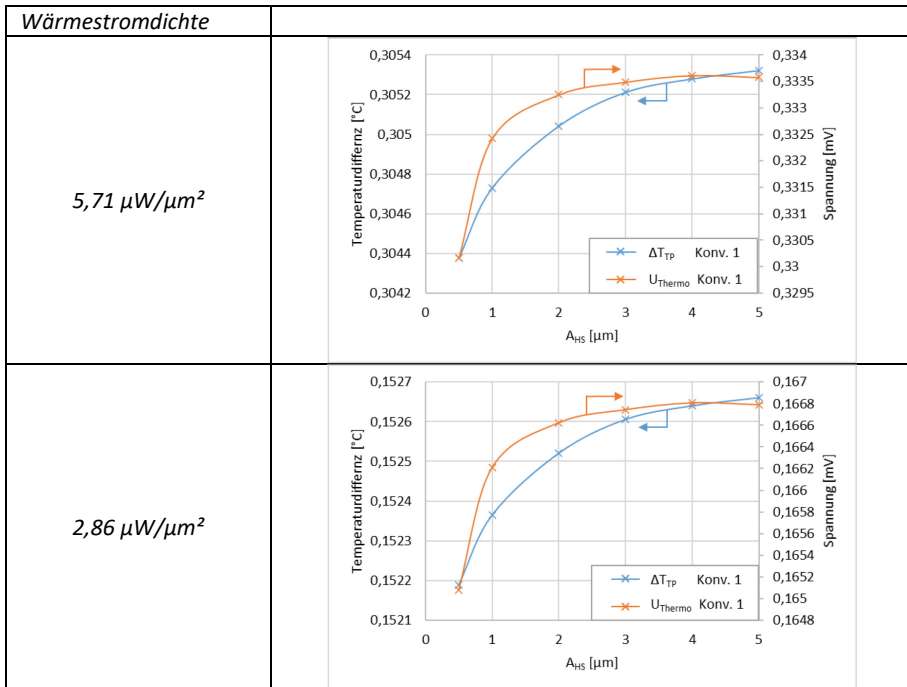 Wärmestromdichte
5,71 µW/µm²
0,3054
0,3052
0,305
0,3048
0,3046
0,3044
0,3042
Temperaturdiffernz [°C]
0,334
0,3335
0,333
0,3325
0,332
0,3315
0,331
0,3305
0,33
0,3295
Spannung [mV]
ΔT_TP Konv. 1
U_Thermo Konv. 1
0 1 2 3 4 5
A_HS [µm]
2,86 µW/µm²
0,1527
0,1526
0,1525
0,1524
0,1523
0,1522
0,1521
Temperaturdiffernz [°C]
0,167
0,1668
0,1666
0,1664
0,1662
0,166
0,1658
0,1656
0,1654
0,1652
0,165
0,1648
Spannung [mV]
ΔT_TP Konv. 1
U_Thermo Konv. 1
0 1 2 3 4 5
A_HS [µm]